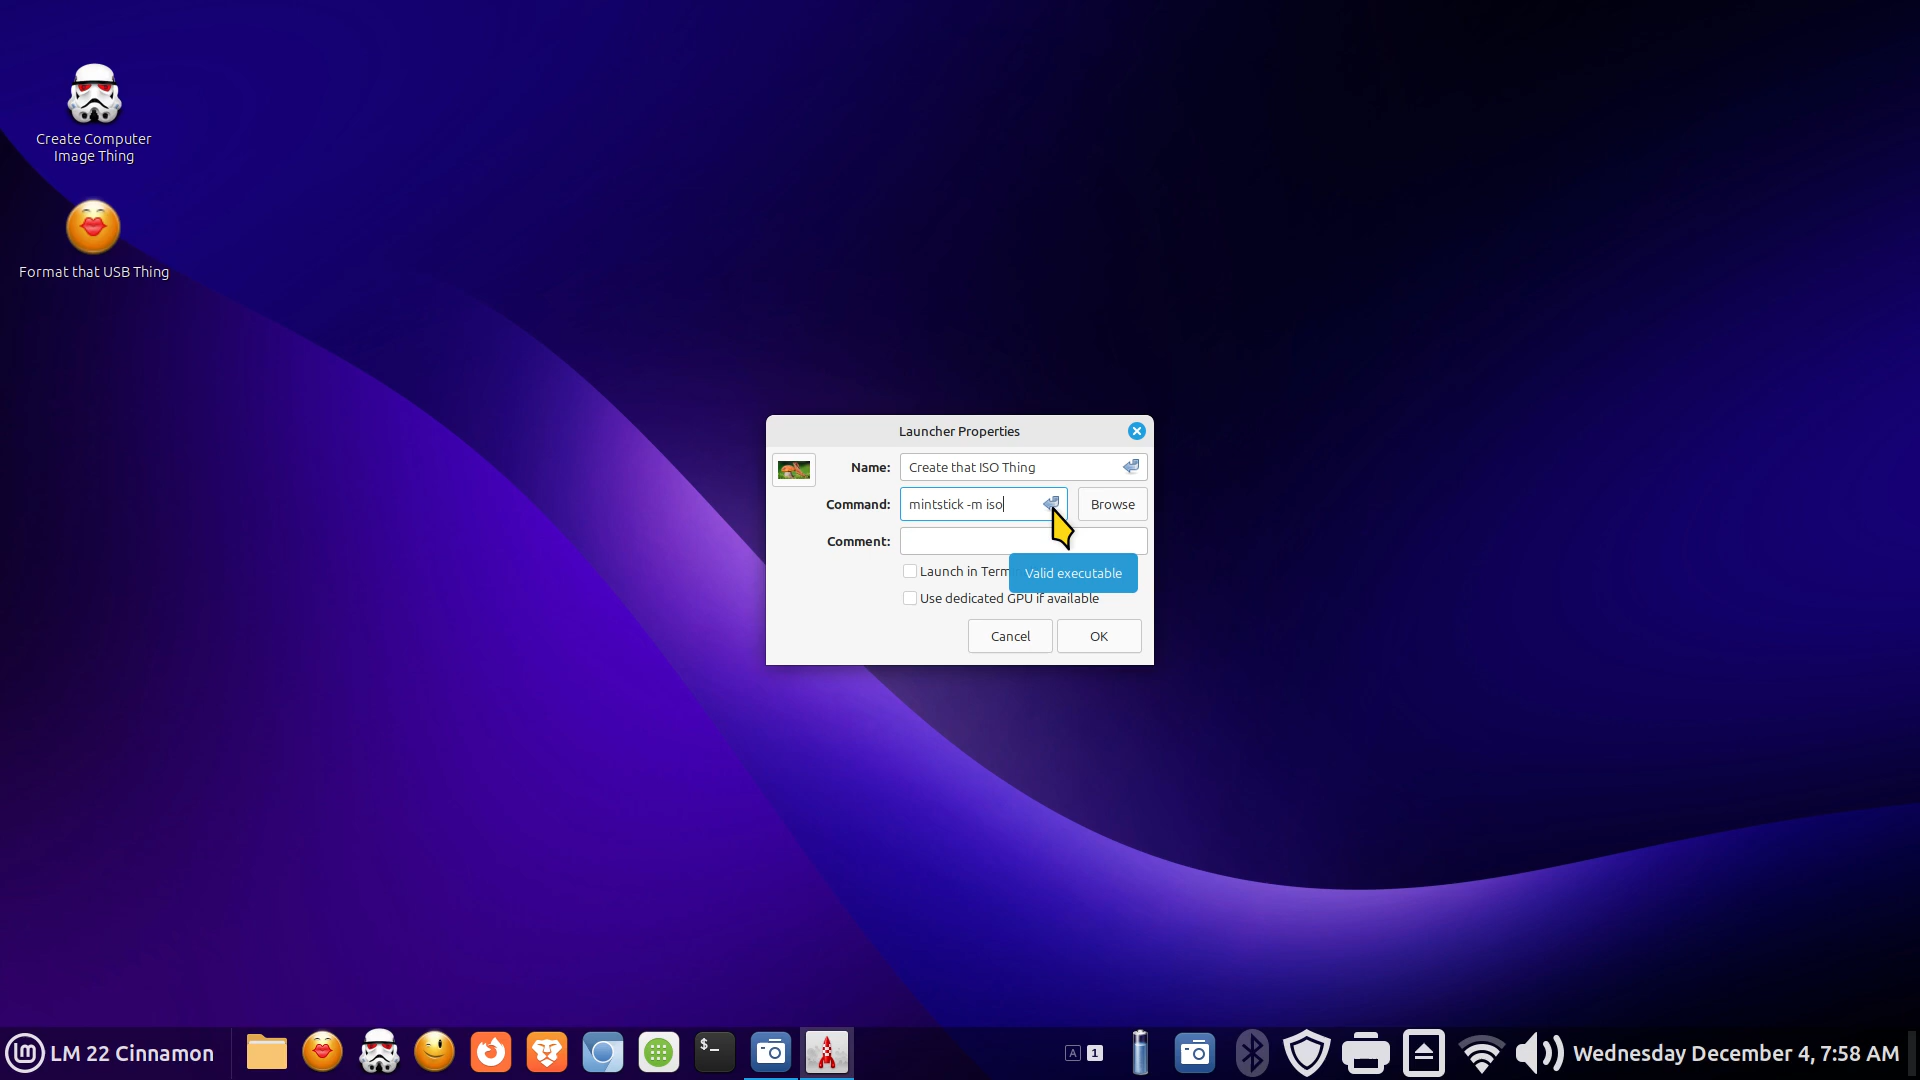 Create Computer
Image Thing
Format that USB Thing
Launcher Properties
Name: Create that ISO Thing
Command: mintstick -m iso Browse
Comment:
Launch in Term
Valid executable
Use dedicated GPU if available
Cancel OK
LM 22 Cinnamon $_ A 1 Wednesday December 4, 7:58 AM